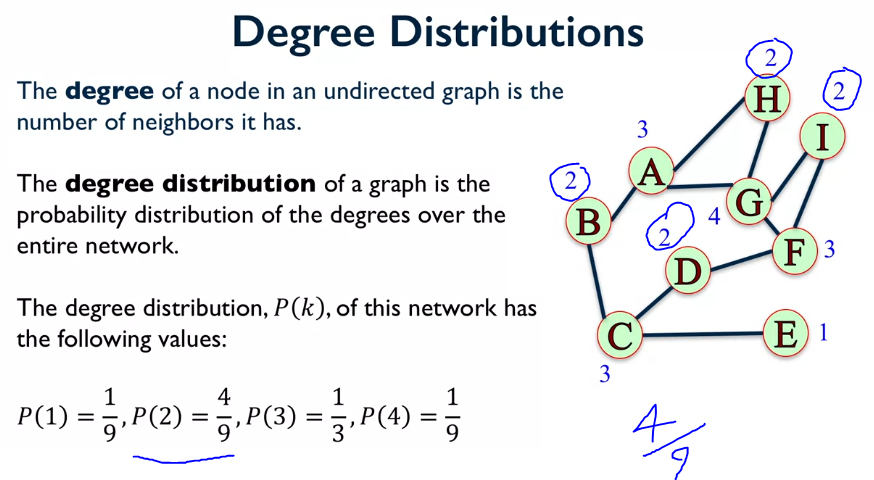 Degree Distributions
The degree of a node in an undirected graph is the
number of neighbors it has.
The degree distribution of a graph is the
probability distribution of the degrees over the
entire network.
The degree distribution, P(k), of this network has
the following values:
P(1) = 1/9, P(2) = 4/9, P(3) = 1/3, P(4) = 1/9
2
H
2
I
3
A
2
B
4
G
2
D
F 3
C
3
E 1
4/9